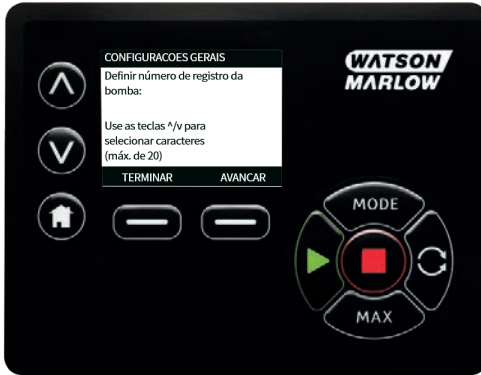 CONFIGURACOES GERAIS
Definir número de registro da
bomba:
Use as teclas ^/v para
selecionar caracteres
(máx. de 20)
TERMINAR AVANCAR
WATSON
MARLOW
MODE
MAX